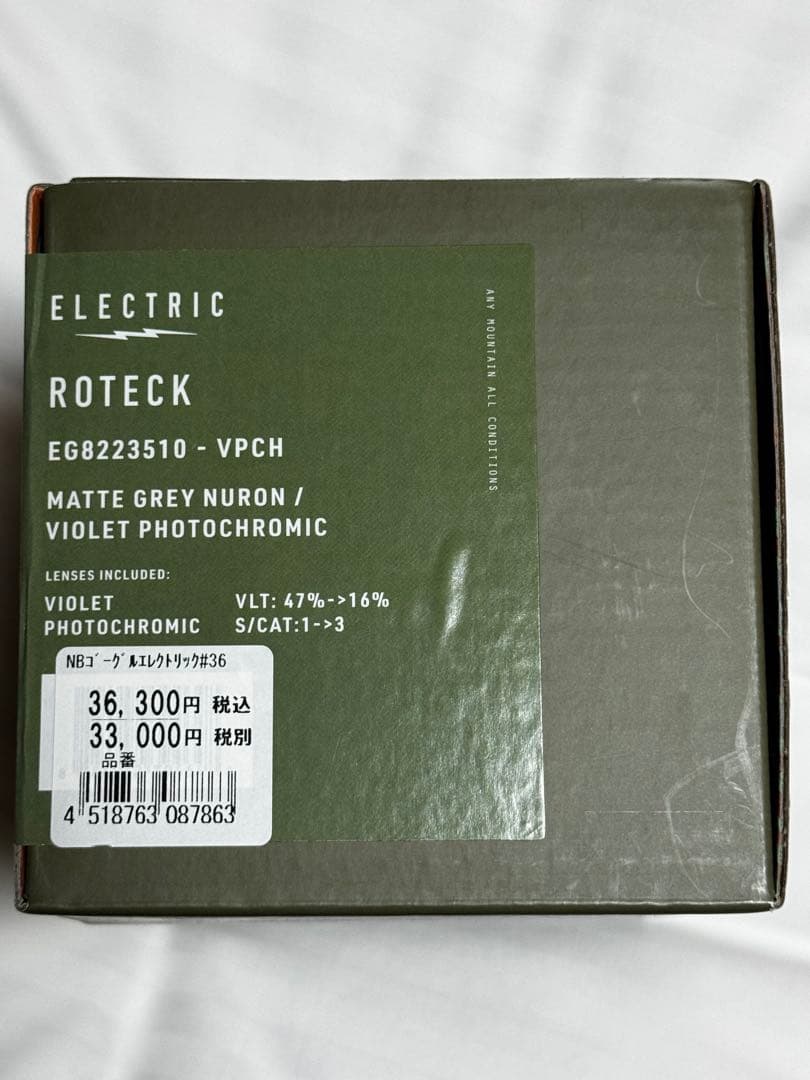 ELECTRIC
ROTECK
EG8223510 - VPCH
MATTE GREY NURON /
VIOLET PHOTOCHROMIC
LENSES INCLUDED:
VIOLET PHOTOCHROMIC
VLT: 47%->16%
S/CAT:1->3
ANY MOUNTAIN ALL CONDITIONS
NBｺﾞｰｸﾞﾙｴﾚｸﾄﾘｯｸ#36
36,300円 税込
33,000円 税別
品番
4 518763 087863